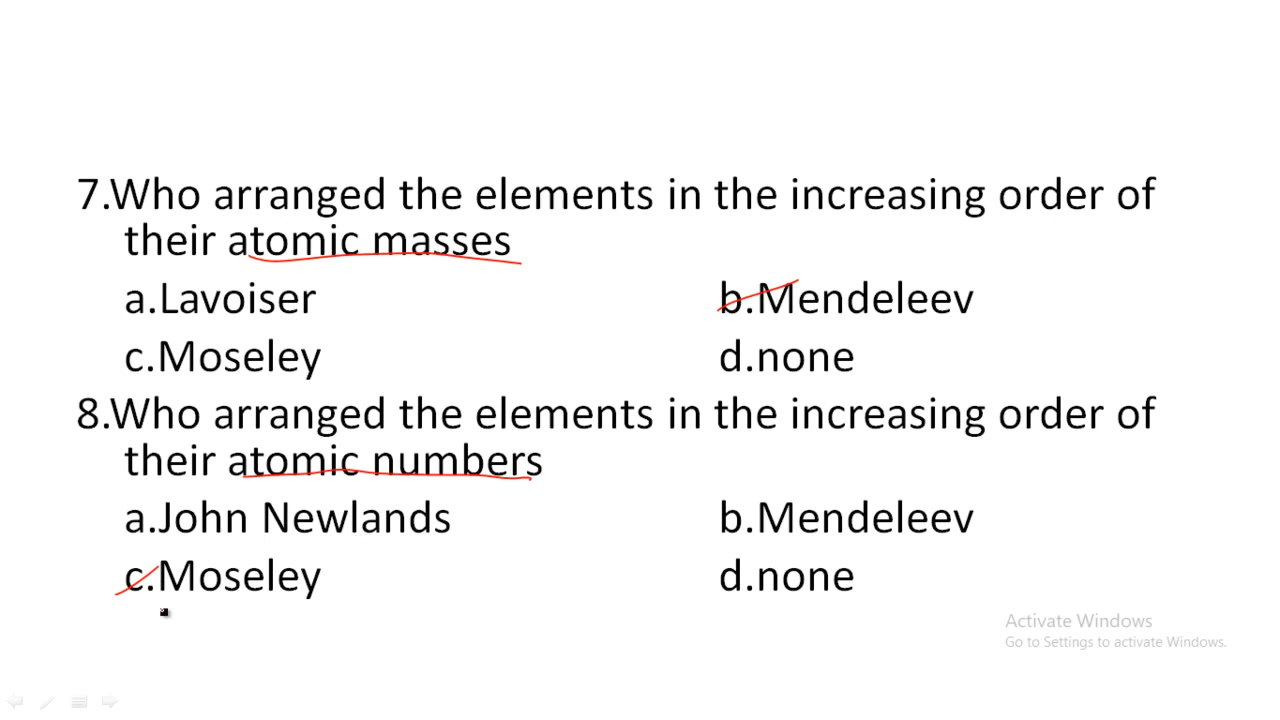 7.Who arranged the elements in the increasing order of
their atomic masses
a.Lavoiser b.Mendeleev
c.Moseley d.none
8.Who arranged the elements in the increasing order of
their atomic numbers
a.John Newlands b.Mendeleev
c.Moseley d.none
Activate Windows
Go to Settings to activate Windows.